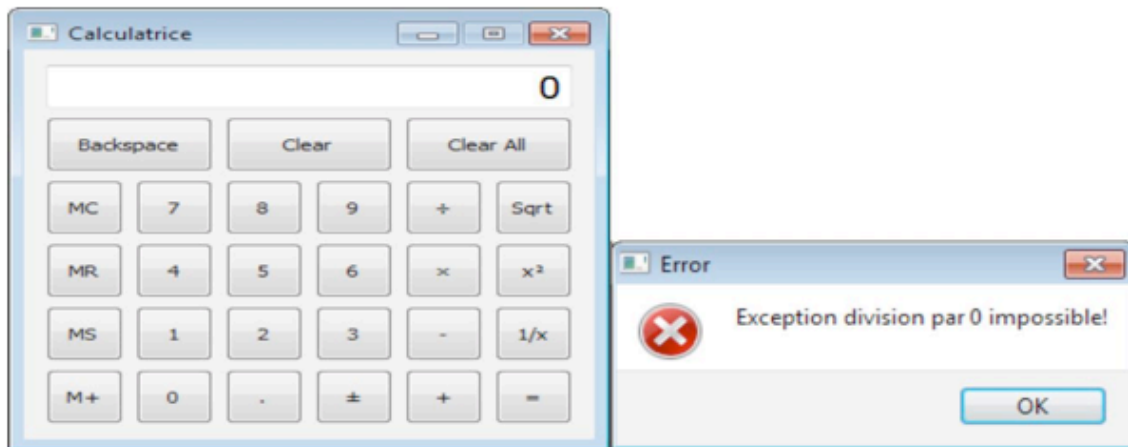 Calculatrice
0
Backspace Clear Clear All
MC 7 8 9 ÷ Sqrt
MR 4 5 6 × x²
MS 1 2 3 - 1/x
M+ 0 . ± + =
Error
Exception division par 0 impossible!
OK